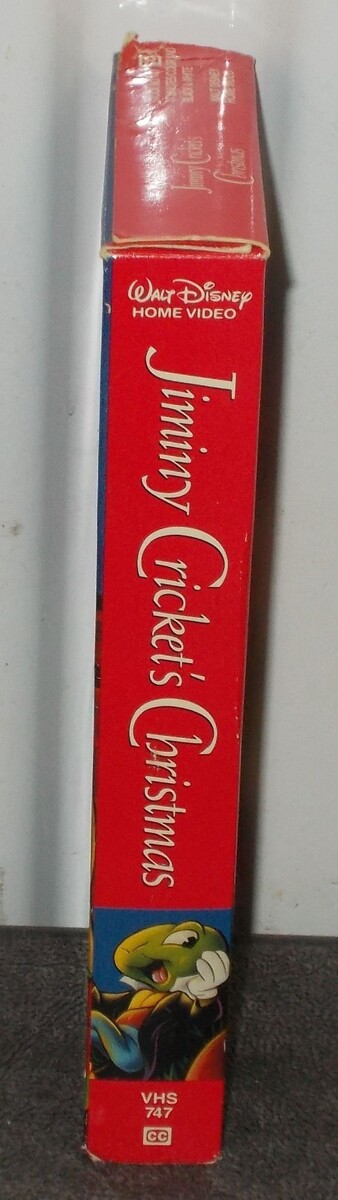 Jiminy Cricket's
Christmas
WALT DISNEY
HOME VIDEO
Jiminy Cricket's Christmas
VHS
747
CC